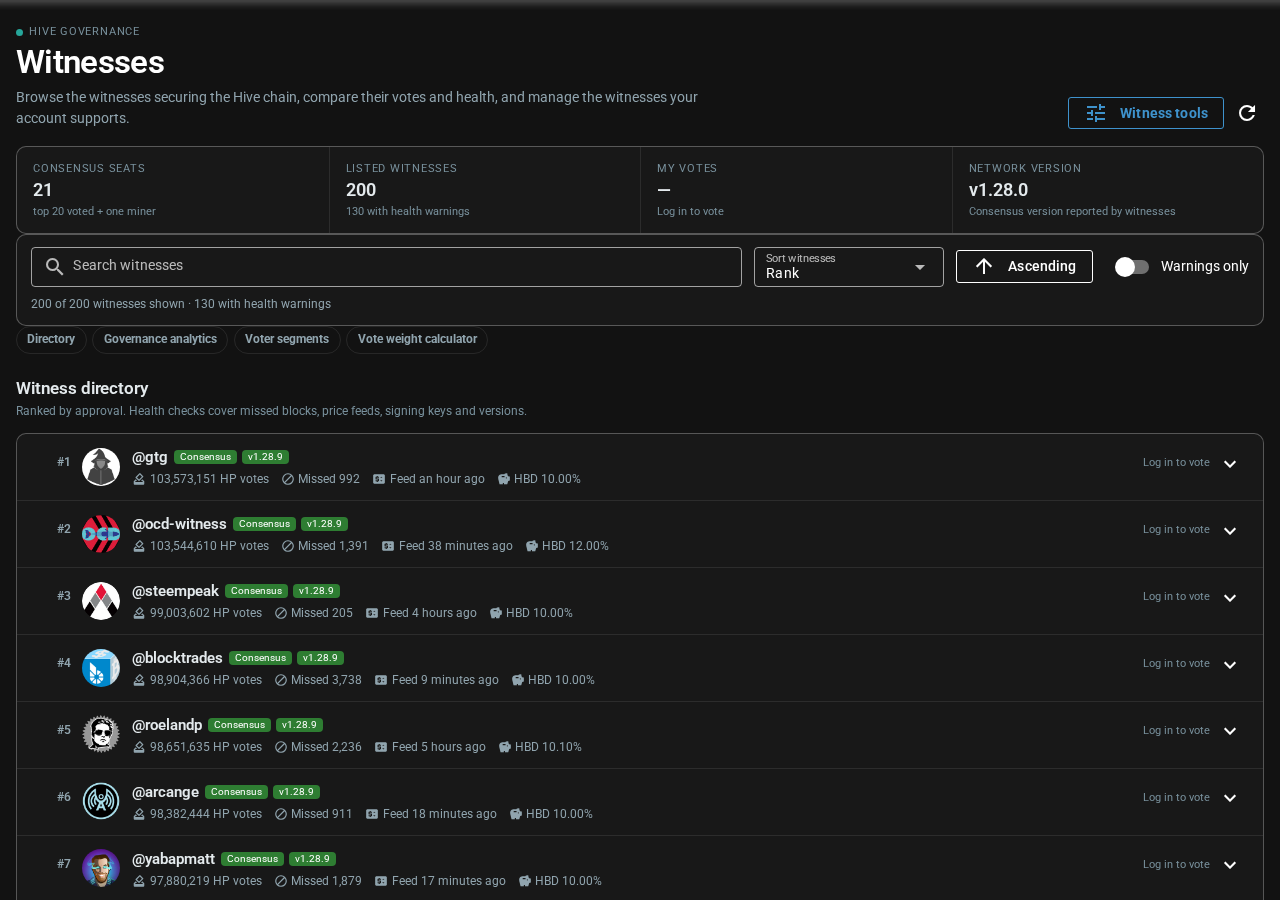 HIVE GOVERNANCE
Witnesses
Browse the witnesses securing the Hive chain, compare their votes and health, and manage the witnesses your
account supports.
Witness tools
CONSENSUS SEATS
21
top 20 voted + one miner
LISTED WITNESSES
200
130 with health warnings
MY VOTES
—
Log in to vote
NETWORK VERSION
v1.28.0
Consensus version reported by witnesses
Search witnesses
Sort witnesses
Rank
Ascending
Warnings only
200 of 200 witnesses shown · 130 with health warnings
Directory
Governance analytics
Voter segments
Vote weight calculator
Witness directory
Ranked by approval. Health checks cover missed blocks, price feeds, signing keys and versions.
#1 @gtg Consensus v1.28.9 Log in to vote
103,573,151 HP votes Missed 992 Feed an hour ago HBD 10.00%
#2 @ocd-witness Consensus v1.28.9 Log in to vote
103,544,610 HP votes Missed 1,391 Feed 38 minutes ago HBD 12.00%
#3 @steempeak Consensus v1.28.9 Log in to vote
99,003,602 HP votes Missed 205 Feed 4 hours ago HBD 10.00%
#4 @blocktrades Consensus v1.28.9 Log in to vote
98,904,366 HP votes Missed 3,738 Feed 9 minutes ago HBD 10.00%
#5 @roelandp Consensus v1.28.9 Log in to vote
98,651,635 HP votes Missed 2,236 Feed 5 hours ago HBD 10.10%
#6 @arcange Consensus v1.28.9 Log in to vote
98,382,444 HP votes Missed 911 Feed 18 minutes ago HBD 10.00%
#7 @yabapmatt Consensus v1.28.9 Log in to vote
97,880,219 HP votes Missed 1,879 Feed 17 minutes ago HBD 10.00%